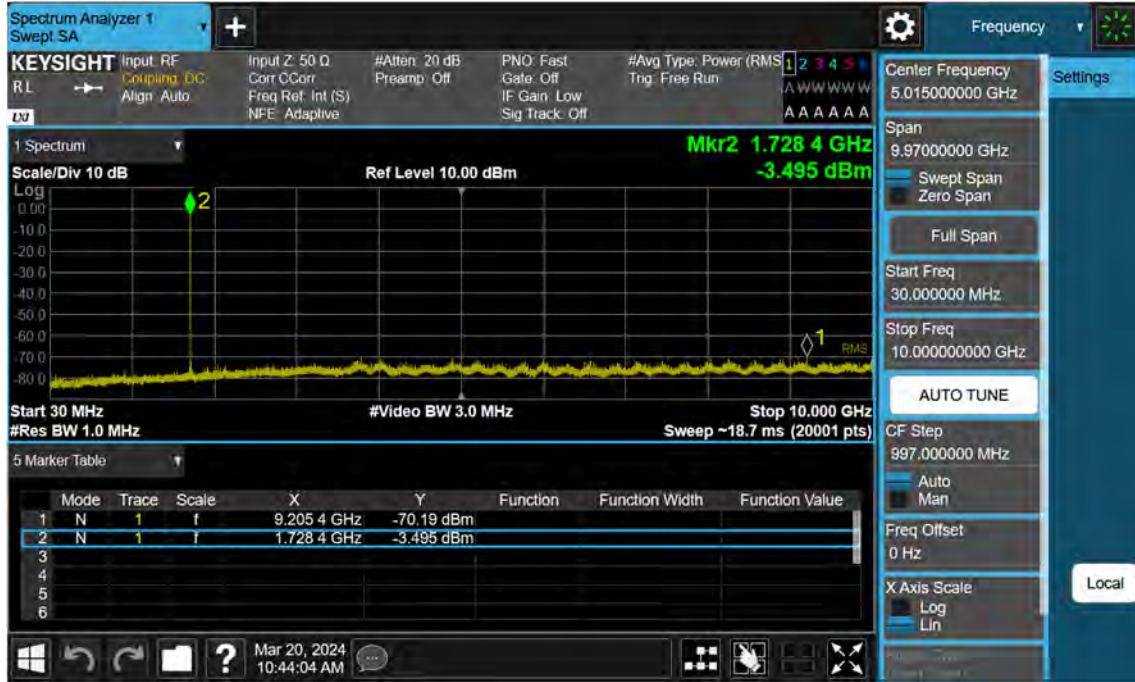 Spectrum Analyzer 1
Swept SA
Frequency
KEYSIGHT
RL
LXI
Input: RF
Coupling: DC
Align: Auto
Input Z: 50 Ω
Corr CCorr
Freq Ref: Int (S)
NFE: Adaptive
#Atten: 20 dB
Preamp: Off
PNO: Fast
Gate: Off
IF Gain: Low
Sig Track: Off
#Avg Type: Power (RMS
Trig: Free Run
1 2 3 4 5 6
A W W W W W
A A A A A A
1 Spectrum
Scale/Div 10 dB
Ref Level 10.00 dBm
Mkr2 1.728 4 GHz
-3.495 dBm
Log
0.00
-10.0
-20.0
-30.0
-40.0
-50.0
-60.0
-70.0
-80.0
2
1
RMS
Start 30 MHz
#Video BW 3.0 MHz
Stop 10.000 GHz
#Res BW 1.0 MHz
Sweep ~18.7 ms (20001 pts)
5 Marker Table
Mode Trace Scale X Y Function Function Width Function Value
1 N 1 f 9.205 4 GHz -70.19 dBm
2 N 1 f 1.728 4 GHz -3.495 dBm
3
4
5
6
Mar 20, 2024
10:44:04 AM
Center Frequency
5.015000000 GHz
Settings
Span
9.97000000 GHz
Swept Span
Zero Span
Full Span
Start Freq
30.000000 MHz
Stop Freq
10.000000000 GHz
AUTO TUNE
CF Step
997.000000 MHz
Auto
Man
Freq Offset
0 Hz
X Axis Scale
Log
Lin
Local